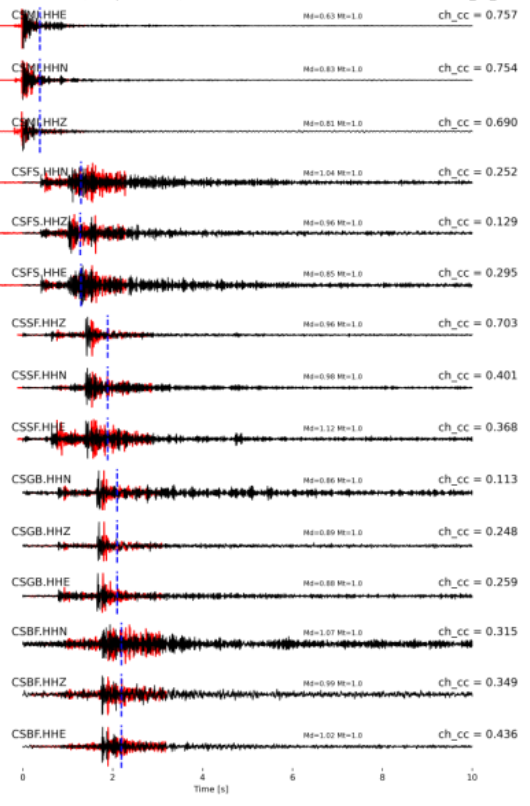 CSMI.HHE Md=0.63 Mt=1.0 ch_cc = 0.757
CSMI.HHN Md=0.83 Mt=1.0 ch_cc = 0.754
CSMI.HHZ Md=0.81 Mt=1.0 ch_cc = 0.690
CSFS.HHN Md=1.04 Mt=1.0 ch_cc = 0.252
CSFS.HHZ Md=0.96 Mt=1.0 ch_cc = 0.129
CSFS.HHE Md=0.85 Mt=1.0 ch_cc = 0.295
CSSF.HHZ Md=0.96 Mt=1.0 ch_cc = 0.703
CSSF.HHN Md=0.98 Mt=1.0 ch_cc = 0.401
CSSF.HHE Md=1.12 Mt=1.0 ch_cc = 0.368
CSGB.HHN Md=0.86 Mt=1.0 ch_cc = 0.113
CSGB.HHZ Md=0.89 Mt=1.0 ch_cc = 0.248
CSGB.HHE Md=0.88 Mt=1.0 ch_cc = 0.259
CSBF.HHN Md=1.07 Mt=1.0 ch_cc = 0.315
CSBF.HHZ Md=0.99 Mt=1.0 ch_cc = 0.349
CSBF.HHE Md=1.02 Mt=1.0 ch_cc = 0.436
0 2 4 6 8 10
Time [s]